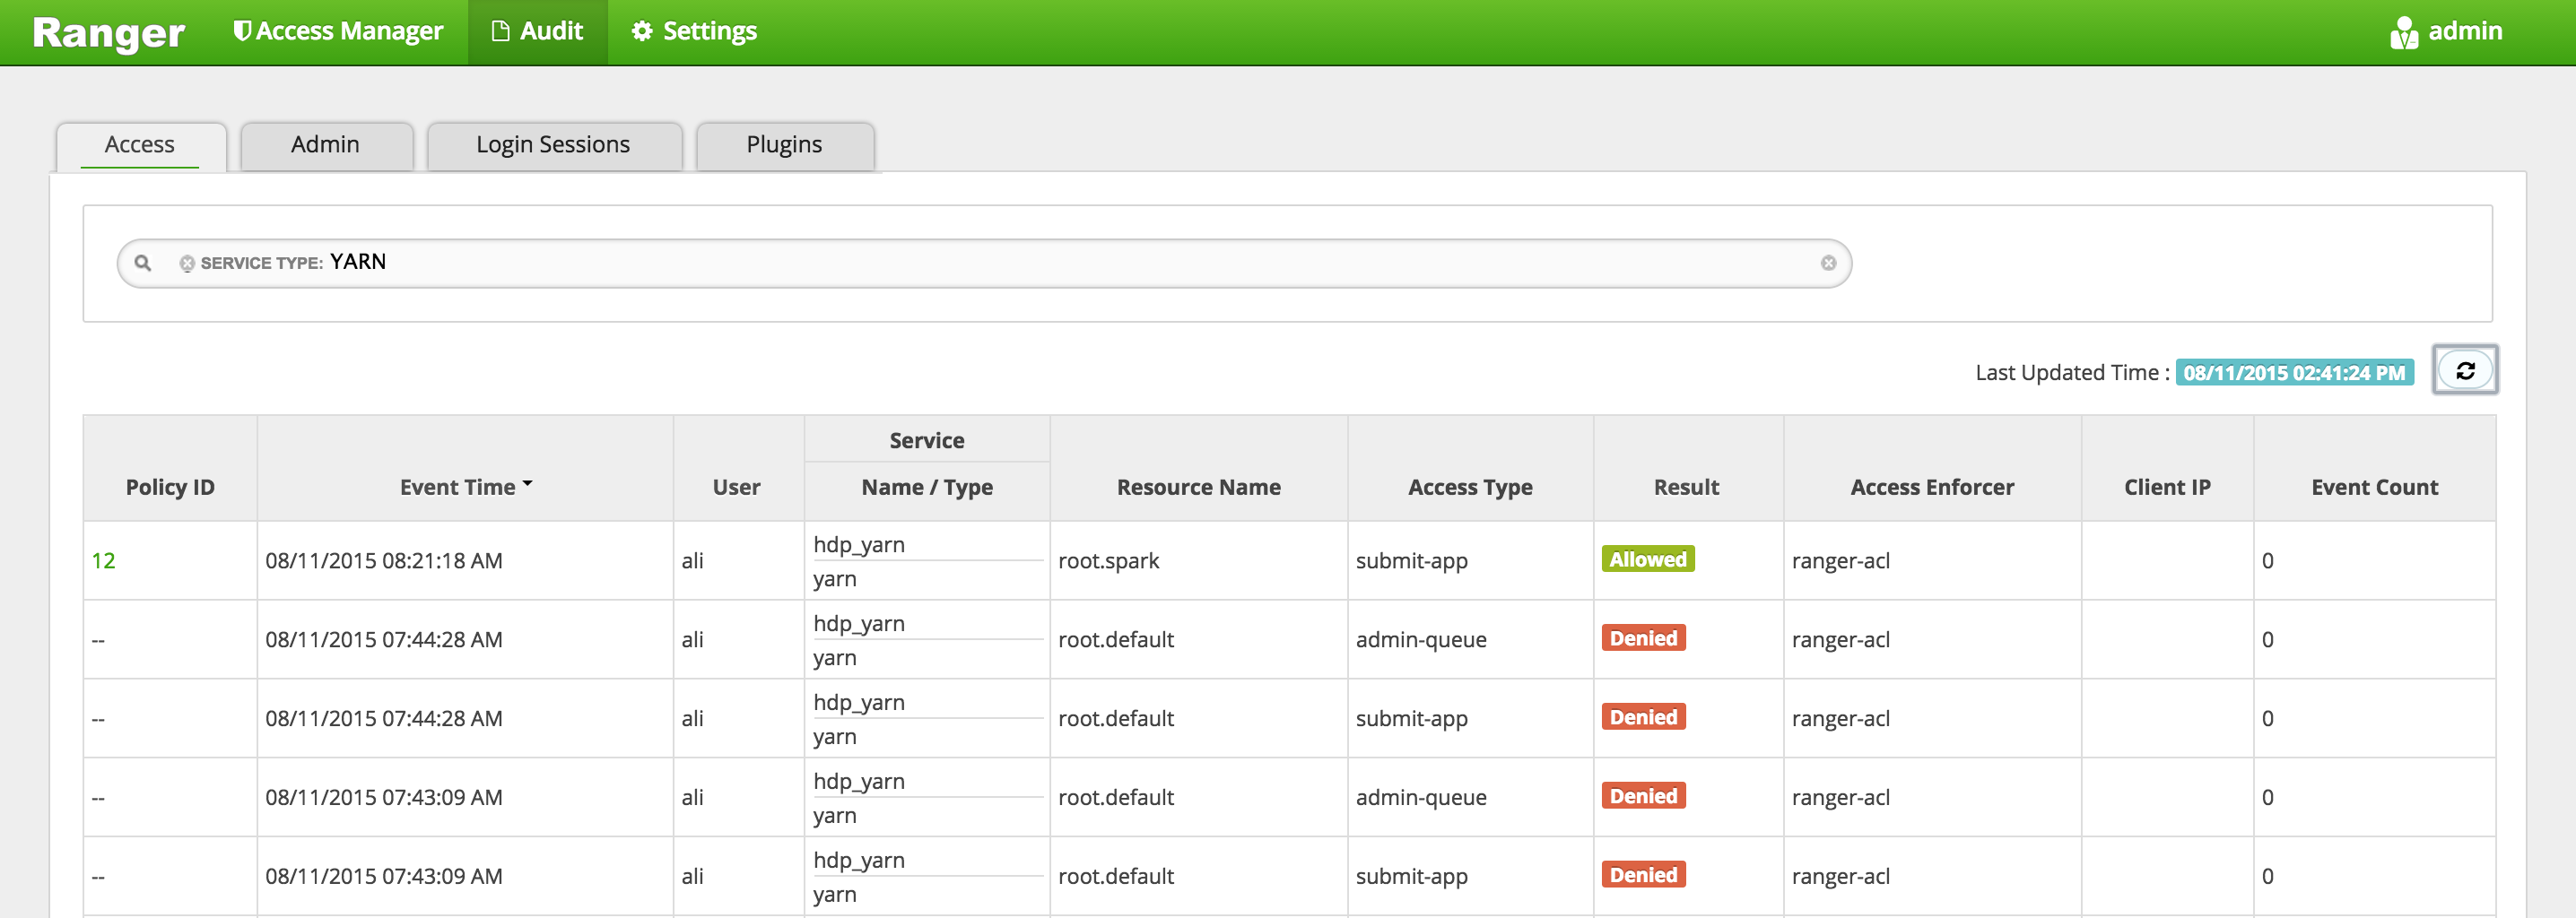 Ranger Access Manager Audit Settings admin
Access Admin Login Sessions Plugins
SERVICE TYPE: YARN
Last Updated Time : 08/11/2015 02:41:24 PM
Service
Policy ID Event Time User Name / Type Resource Name Access Type Result Access Enforcer Client IP Event Count
hdp_yarn
12 08/11/2015 08:21:18 AM ali root.spark submit-app Allowed ranger-acl 0
yarn
hdp_yarn
-- 08/11/2015 07:44:28 AM ali root.default admin-queue Denied ranger-acl 0
yarn
hdp_yarn
-- 08/11/2015 07:44:28 AM ali root.default submit-app Denied ranger-acl 0
yarn
hdp_yarn
-- 08/11/2015 07:43:09 AM ali root.default admin-queue Denied ranger-acl 0
yarn
hdp_yarn
-- 08/11/2015 07:43:09 AM ali root.default submit-app Denied ranger-acl 0
yarn